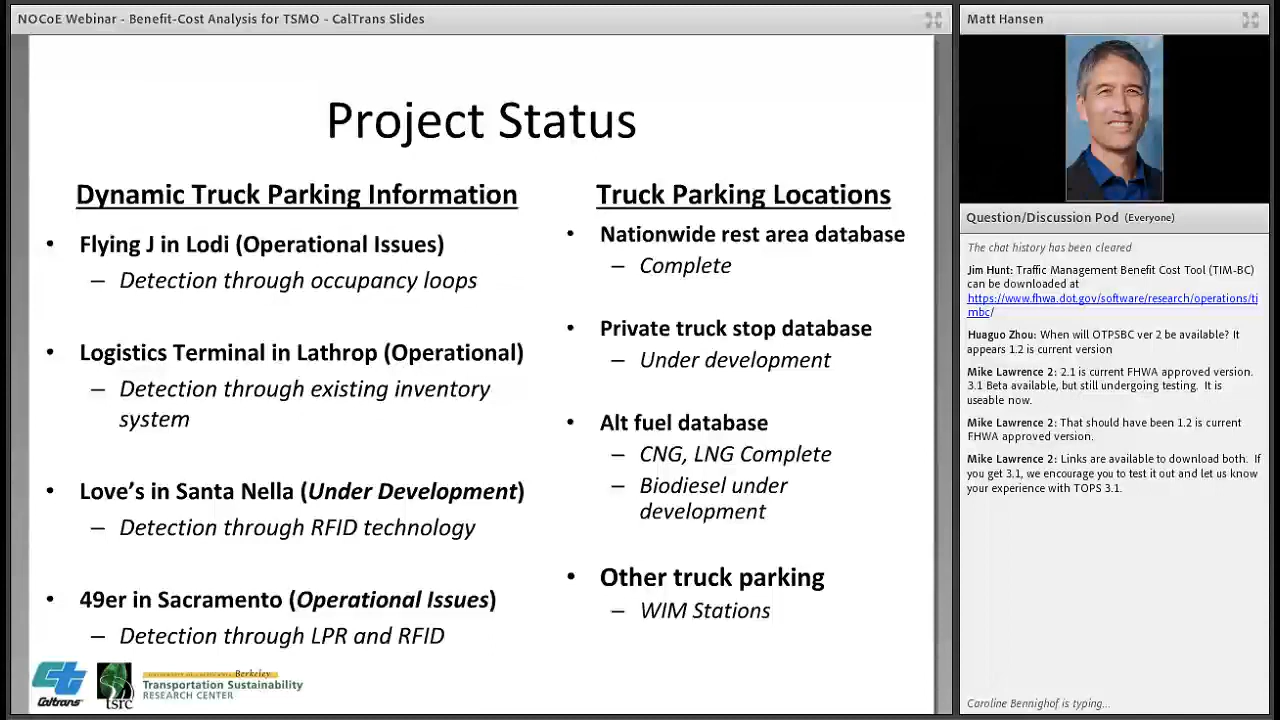 NOCoE Webinar - Benefit-Cost Analysis for TSMO - CalTrans Slides
Project Status
Dynamic Truck Parking Information
• Flying J in Lodi (Operational Issues)
– Detection through occupancy loops
• Logistics Terminal in Lathrop (Operational)
– Detection through existing inventory
system
• Love's in Santa Nella (Under Development)
– Detection through RFID technology
• 49er in Sacramento (Operational Issues)
– Detection through LPR and RFID
Truck Parking Locations
• Nationwide rest area database
– Complete
• Private truck stop database
– Under development
• Alt fuel database
– CNG, LNG Complete
– Biodiesel under
development
• Other truck parking
– WIM Stations
Caltrans
tsrc
UNIVERSITY OF CALIFORNIA Berkeley
Transportation Sustainability
RESEARCH CENTER
Matt Hansen
Question/Discussion Pod (Everyone)
The chat history has been cleared
Jim Hunt: Traffic Management Benefit Cost Tool (TIM-BC)
can be downloaded at
https://www.fhwa.dot.gov/software/research/operations/ti
mbc/
Huaguo Zhou: When will OTPSBC ver 2 be available? It
appears 1.2 is current version
Mike Lawrence 2: 2.1 is current FHWA approved version.
3.1 Beta available, but still undergoing testing. It is
useable now.
Mike Lawrence 2: That should have been 1.2 is current
FHWA approved version.
Mike Lawrence 2: Links are available to download both. If
you get 3.1, we encourage you to test it out and let us know
your experience with TOPS 3.1.
Caroline Bennighof is typing...